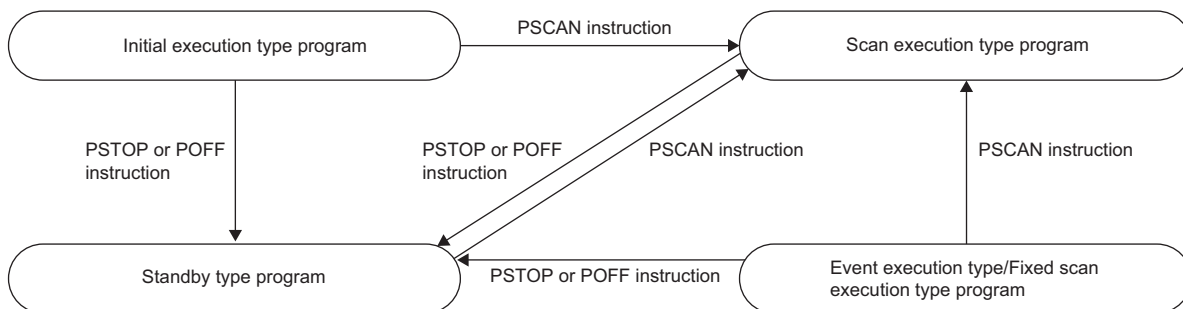 PSCAN instruction
Initial execution type program
Scan execution type program
PSTOP or POFF
instruction
PSTOP or POFF
instruction
PSCAN instruction
PSCAN instruction
Standby type program
PSTOP or POFF instruction
Event execution type/Fixed scan
execution type program